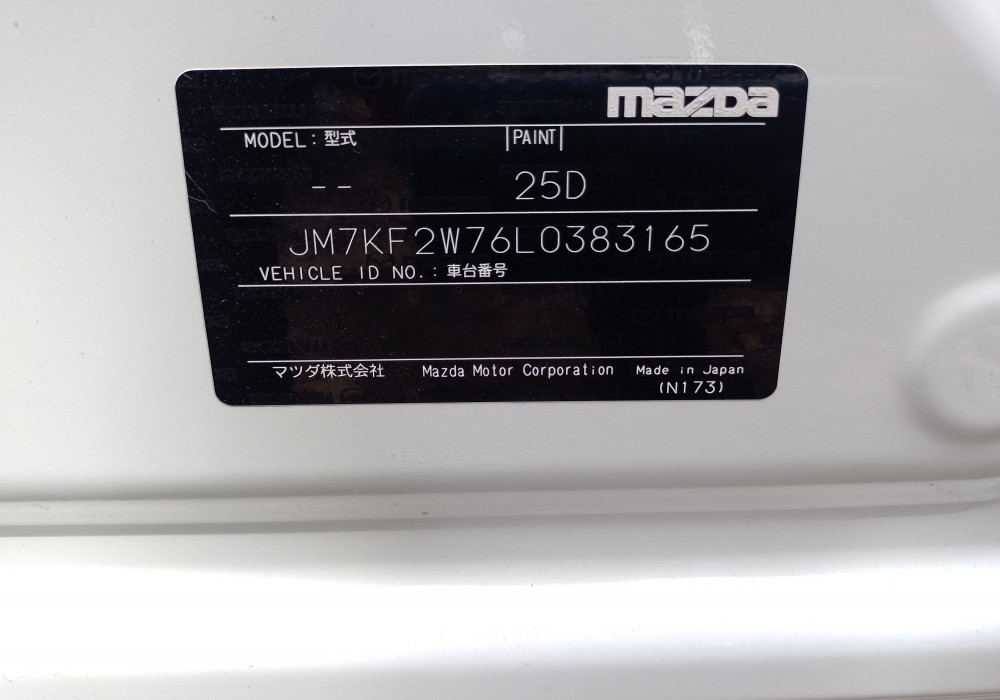 mazda
MODEL：型式 PAINT
-- 25D
JM7KF2W76L0383165
VEHICLE ID NO.：車台番号
マツダ株式会社 Mazda Motor Corporation Made in Japan
(N173)